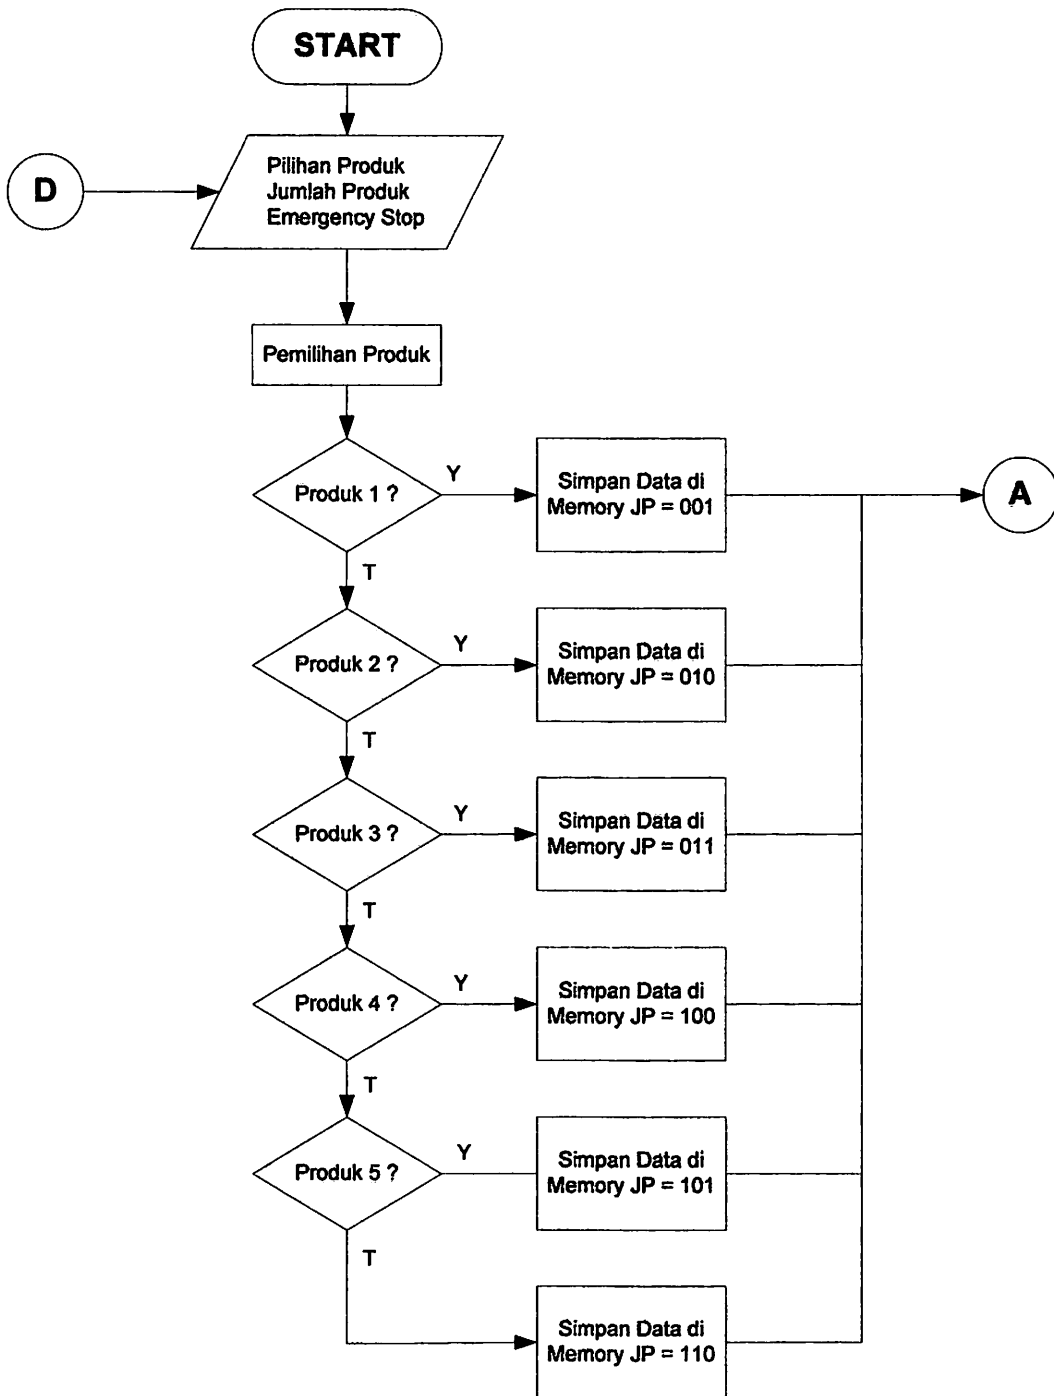 START
D
Pilihan Produk
Jumlah Produk
Emergency Stop
Pemilihan Produk
Produk 1 ?
Y
Simpan Data di
Memory JP = 001
A
T
Produk 2 ?
Y
Simpan Data di
Memory JP = 010
T
Produk 3 ?
Y
Simpan Data di
Memory JP = 011
T
Produk 4 ?
Y
Simpan Data di
Memory JP = 100
T
Produk 5 ?
Y
Simpan Data di
Memory JP = 101
T
Simpan Data di
Memory JP = 110